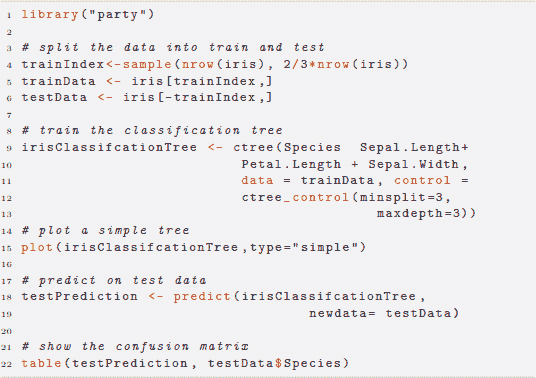 1 library("party")
2
3 # split the data into train and test
4 trainIndex<-sample(nrow(iris), 2/3*nrow(iris))
5 trainData <- iris[trainIndex,]
6 testData <- iris[-trainIndex,]
7
8 # train the classification tree
9 irisClassifcationTree <- ctree(Species  Sepal.Length+
10 Petal.Length + Sepal.Width,
11 data = trainData, control =
12 ctree_control(minsplit=3,
13 maxdepth=3))
14 # plot a simple tree
15 plot(irisClassifcationTree,type="simple")
16
17 # predict on test data
18 testPrediction <- predict(irisClassifcationTree,
19 newdata= testData)
20
21 # show the confusion matrix
22 table(testPrediction, testData$Species)